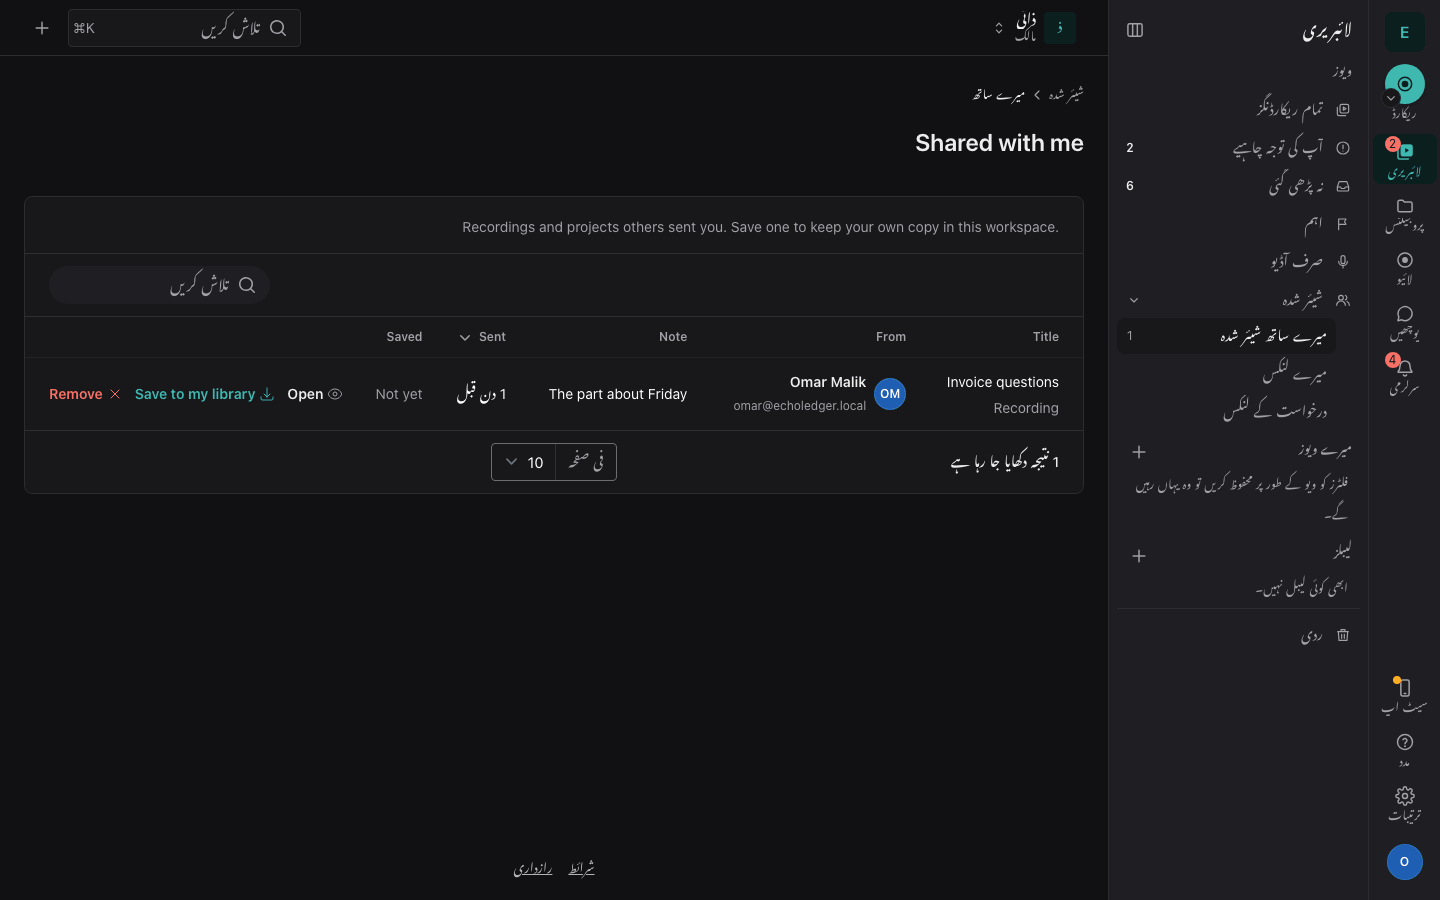 E
ریکارڈ
2
لائبریری
پروجیکٹس
لائیو
پوچھیں
4
سرگرمی
سیٹ اپ
مدد
ترتیبات
O
لائبریری
ویوز
تمام ریکارڈنگز
آپ کی توجہ چاہیے 2
نہ پڑھی گئی 6
اہم
صرف آڈیو
شیئر شدہ
میرے ساتھ شیئر شدہ 1
میرے لنکس
درخواست کے لنکس
میرے ویوز
فلٹرز کو ویو کے طور پر محفوظ کریں تو وہ یہاں رہیں
گے۔
لیبلز
ابھی کوئی لیبل نہیں۔
ردی
ذ
ذاتی
مالک
تلاش کریں ⌘K
شیئر شدہ
میرے ساتھ
Shared with me
Recordings and projects others sent you. Save one to keep your own copy in this workspace.
تلاش کریں
Title From Note Sent Saved
Invoice questions
Recording
OM
Omar Malik
omar@echoledger.local
The part about Friday
1 دن قبل
Not yet
Open
Save to my library
Remove
1 نتیجہ دکھایا جا رہا ہے
فی صفحہ 10
شرائط رازداری